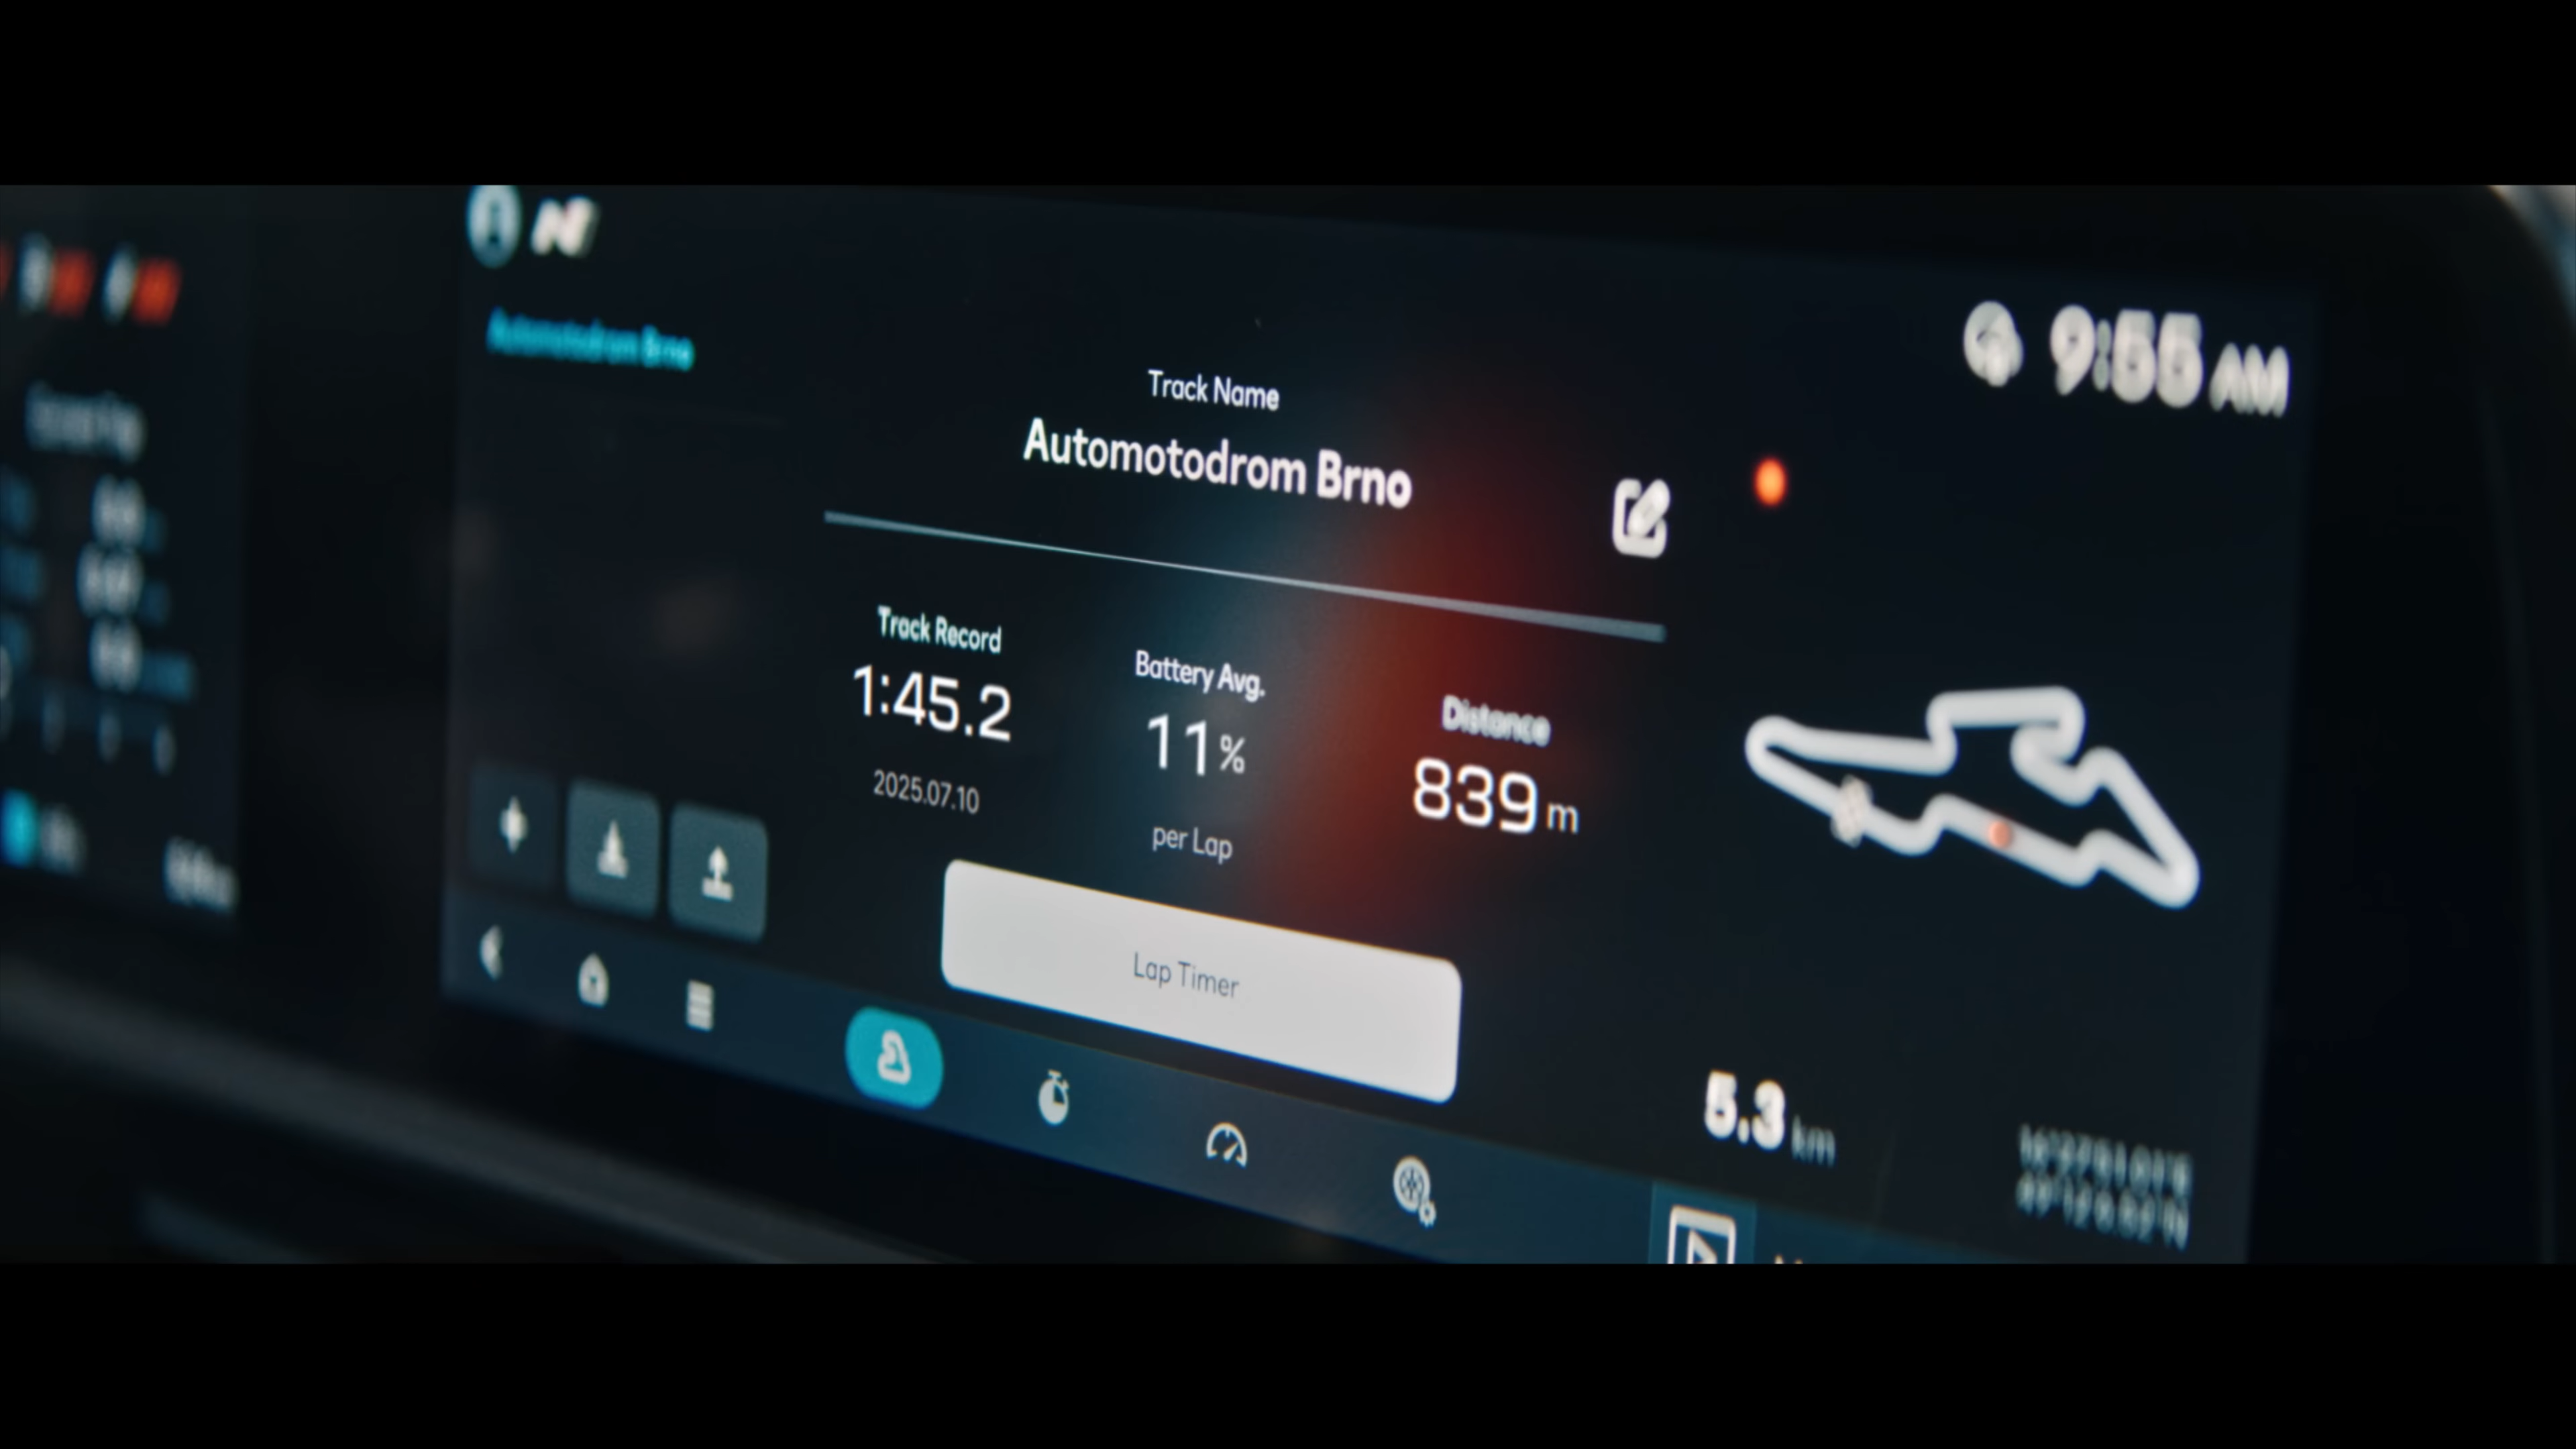 N
9:55 AM
Automotodrom Brno
Track Name
Automotodrom Brno
Track Record
1:45.2
2025.07.10
Battery Avg.
11%
per Lap
Distance
839 m
Lap Timer
5.3 km